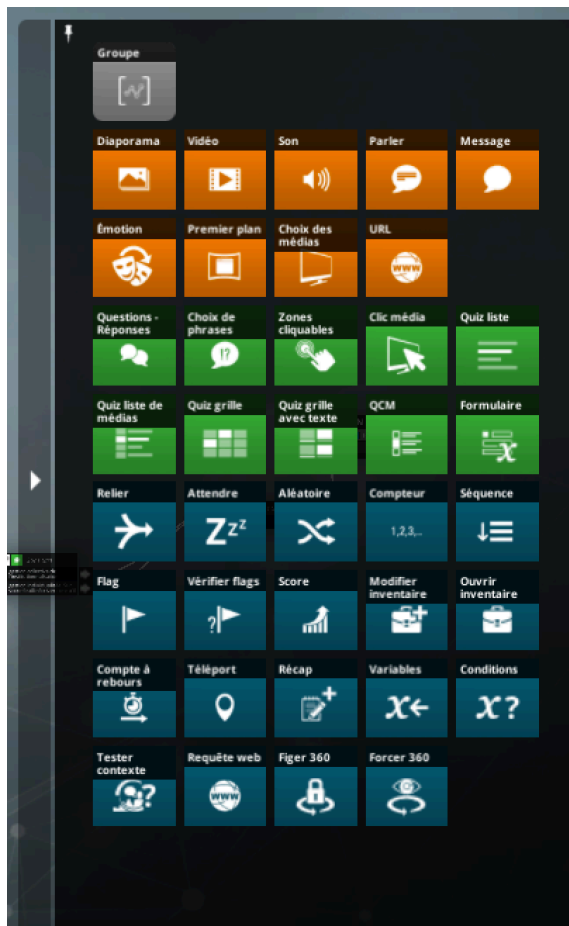 Groupe
Diaporama Vidéo Son Parler Message
Émotion Premier plan Choix des médias URL
www
Questions - Réponses Choix de phrases Zones cliquables Clic média Quiz liste
!?
Quiz liste de médias Quiz grille Quiz grille avec texte QCM Formulaire
x
Relier Attendre Aléatoire Compteur Séquence
Zzz 1,2,3,..
Flag Vérifier flags Score Modifier inventaire Ouvrir inventaire
?
Compte à rebours Téléport Récap Variables Conditions
x x?
Tester contexte Requête web Figer 360 Forcer 360
? www